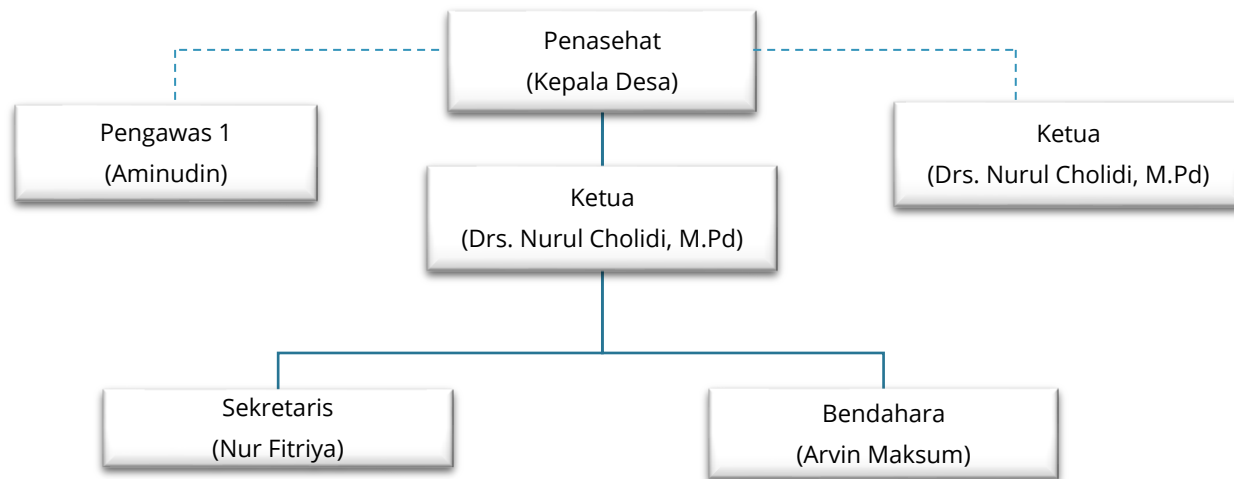 Penasehat
(Kepala Desa)
Pengawas 1
(Aminudin)
Ketua
(Drs. Nurul Cholidi, M.Pd)
Ketua
(Drs. Nurul Cholidi, M.Pd)
Sekretaris
(Nur Fitriya)
Bendahara
(Arvin Maksum)